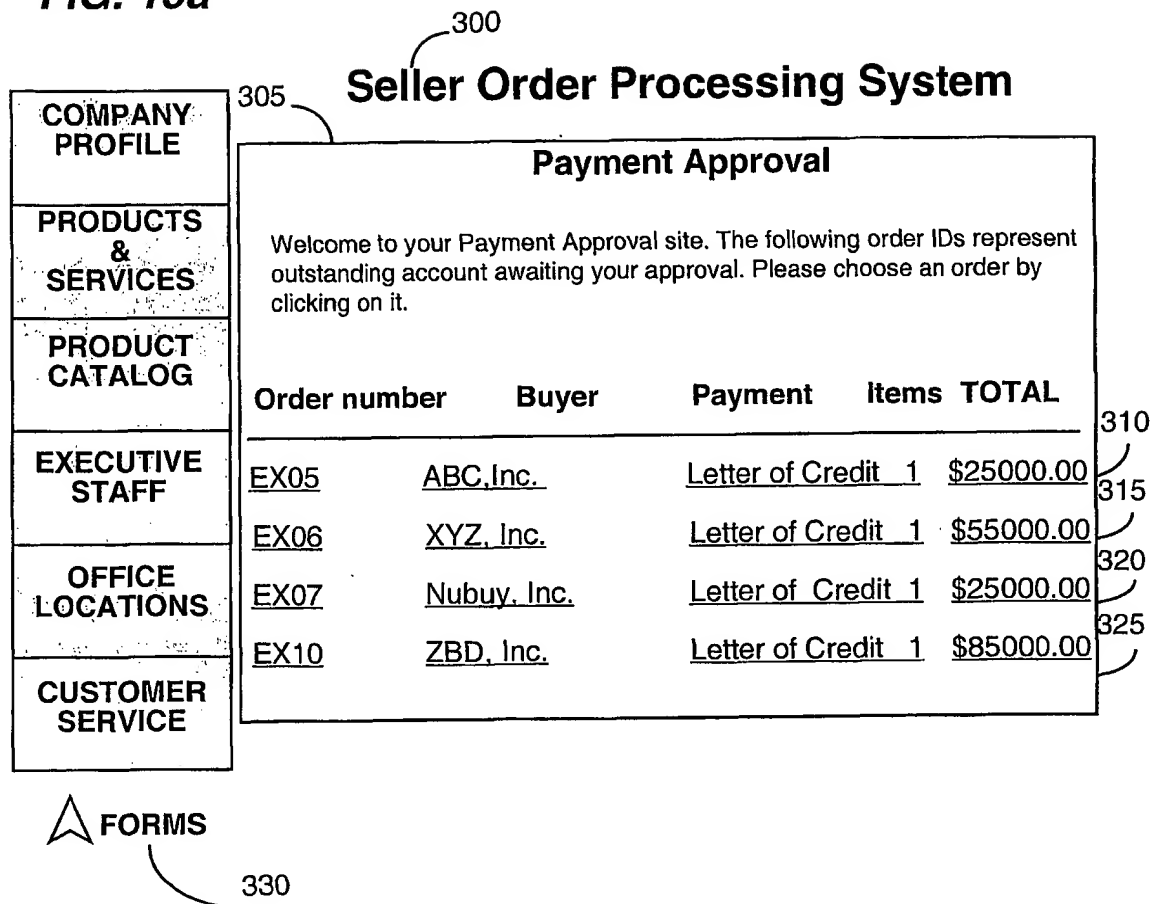 300
Seller Order Processing System
305
COMPANY
PROFILE
PRODUCTS
&
SERVICES
PRODUCT
CATALOG
EXECUTIVE
STAFF
OFFICE
LOCATIONS
CUSTOMER
SERVICE
Payment Approval
Welcome to your Payment Approval site. The following order IDs represent
outstanding account awaiting your approval. Please choose an order by
clicking on it.
Order number Buyer Payment Items TOTAL
310
EX05 ABC,Inc. Letter of Credit 1 $25000.00
315
EX06 XYZ, Inc. Letter of Credit 1 $55000.00
320
EX07 Nubuy, Inc. Letter of Credit 1 $25000.00
325
EX10 ZBD, Inc. Letter of Credit 1 $85000.00
FORMS
330